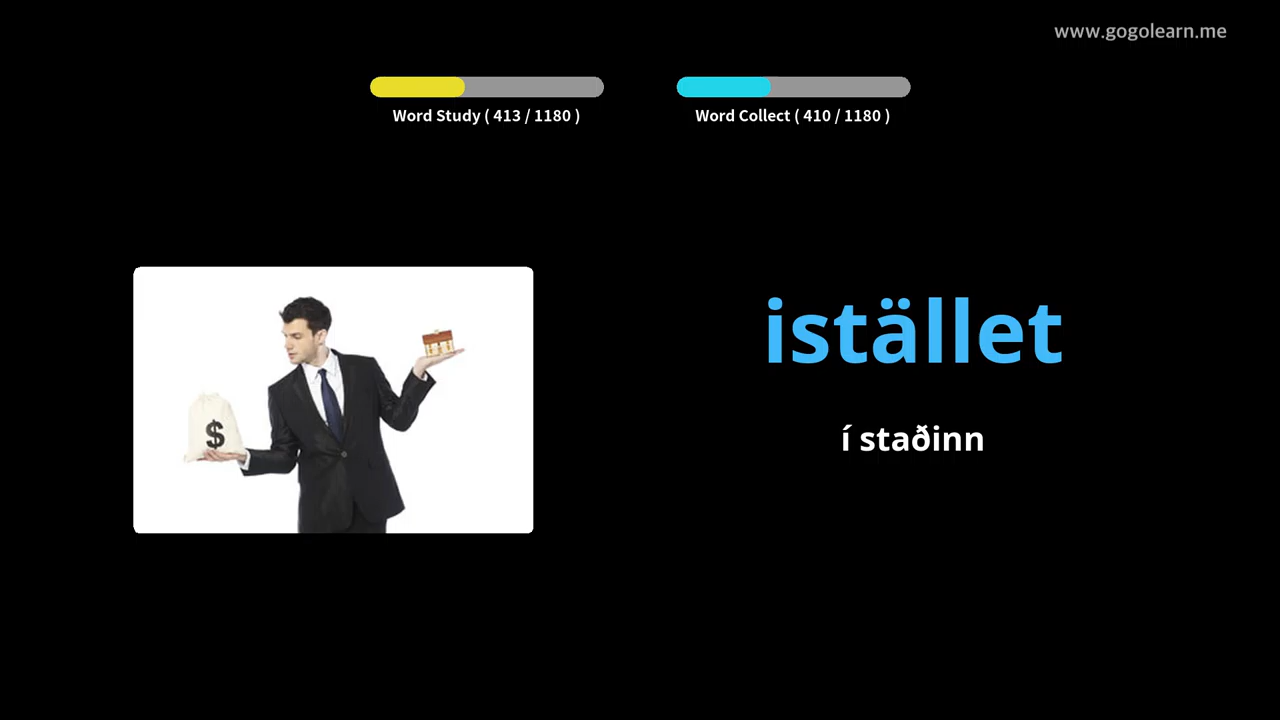 www.gogolearn.me
Word Study ( 413 / 1180 )
Word Collect ( 410 / 1180 )
istället
í staðinn
$